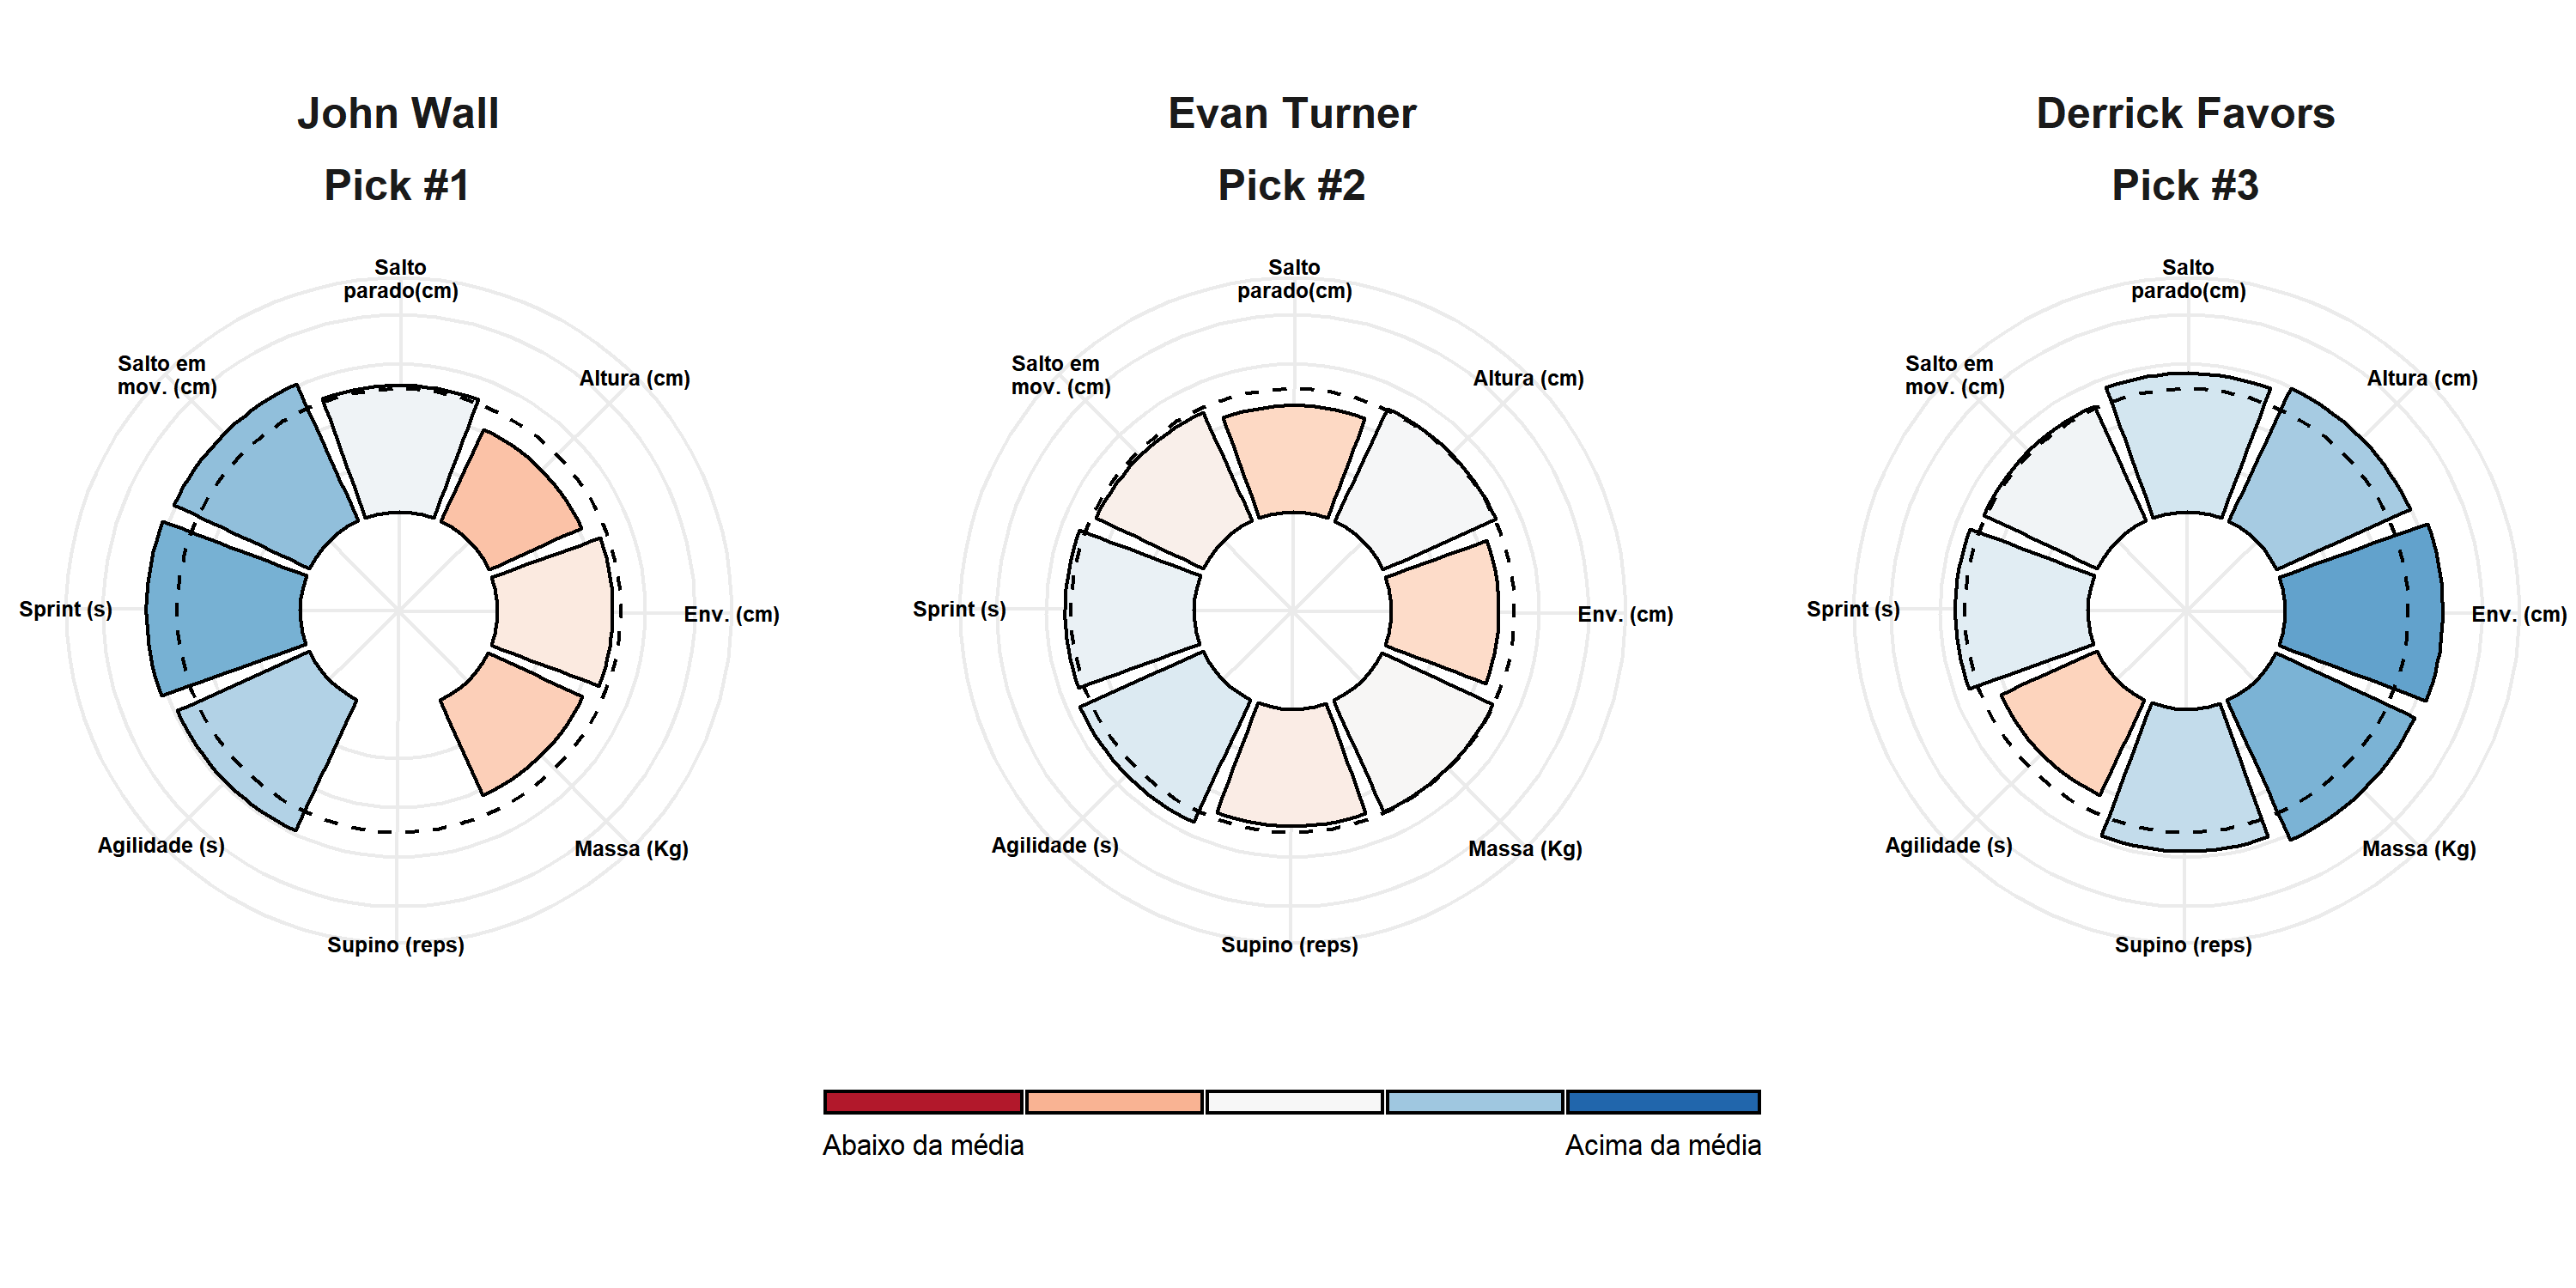 John Wall
Pick #1
Salto
parado(cm)
Salto em
mov. (cm)
Altura (cm)
Sprint (s)
Env. (cm)
Agilidade (s)
Massa (Kg)
Supino (reps)
Evan Turner
Pick #2
Salto
parado(cm)
Salto em
mov. (cm)
Altura (cm)
Sprint (s)
Env. (cm)
Agilidade (s)
Massa (Kg)
Supino (reps)
Derrick Favors
Pick #3
Salto
parado(cm)
Salto em
mov. (cm)
Altura (cm)
Sprint (s)
Env. (cm)
Agilidade (s)
Massa (Kg)
Supino (reps)
Abaixo da média
Acima da média